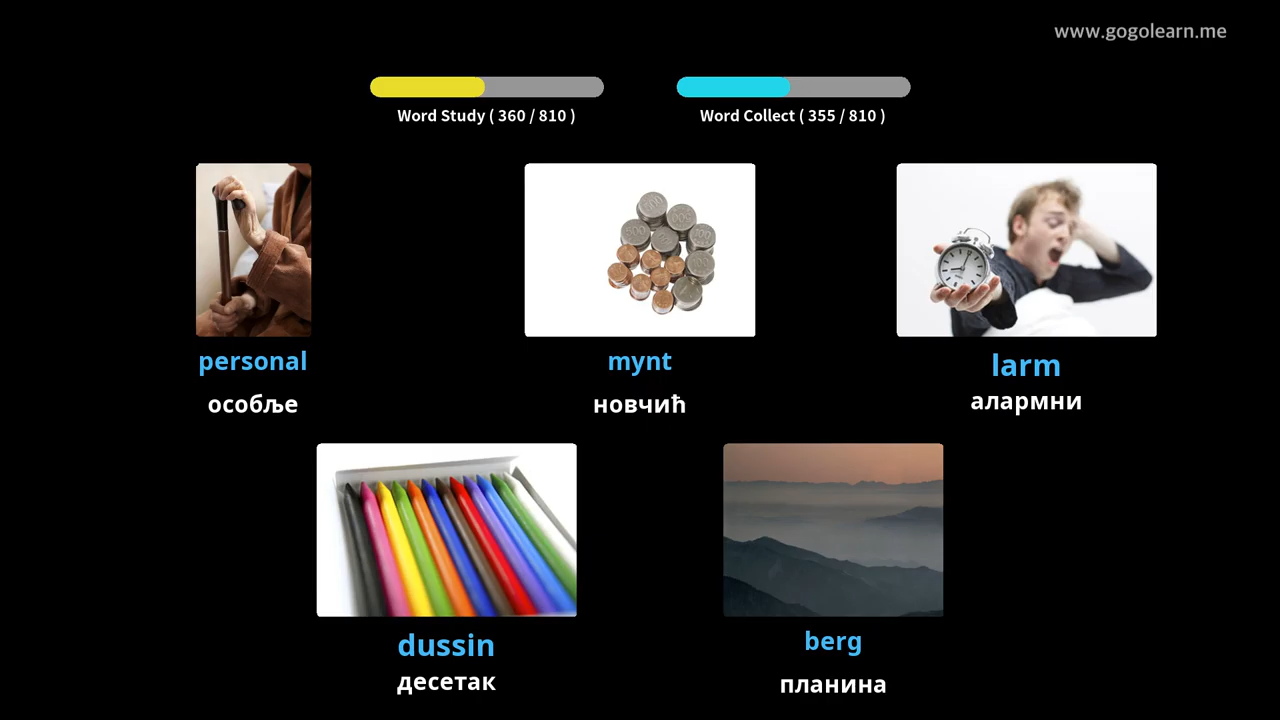 www.gogolearn.me
Word Study ( 360 / 810 )
Word Collect ( 355 / 810 )
personal
особље
mynt
новчић
larm
алармни
dussin
десетак
berg
планина